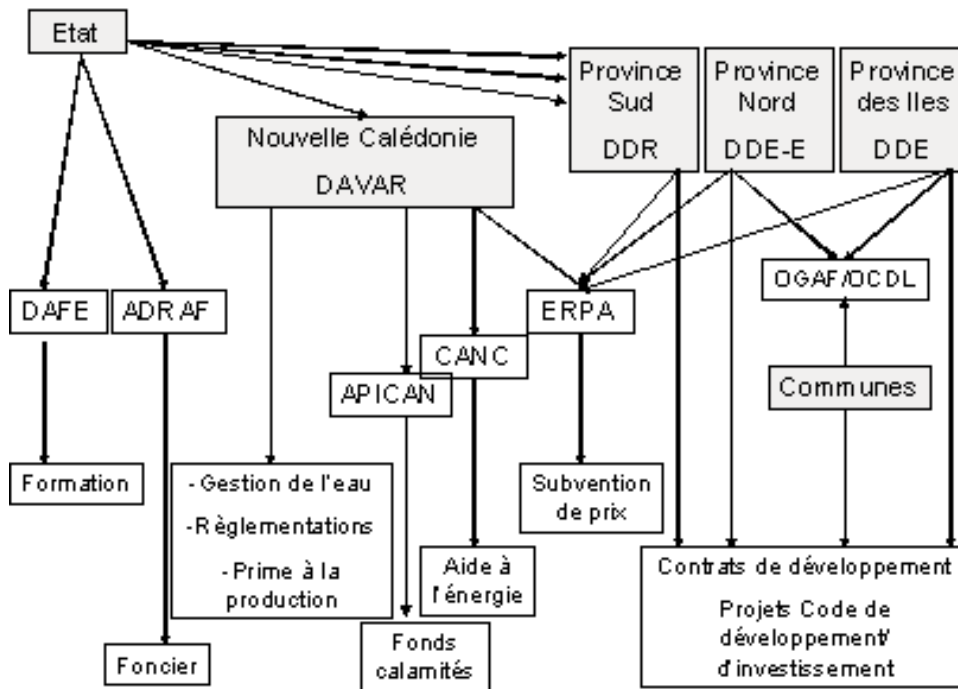 Etat
Province
Sud
DDR
Province
Nord
DDE-E
Province
des Iles
DDE
Nouvelle Calédonie
DAVAR
DAFE
ADRAF
ERPA
OGAF/OCDL
CANC
APICAN
Communes
Formation
- Gestion de l'eau
-Règlementations
- Prime à la
production
Subvention
de prix
Aide à
l'énergie
Contrats de développement
Projets Code de
développement/
d'investissement
Foncier
Fonds
calamités